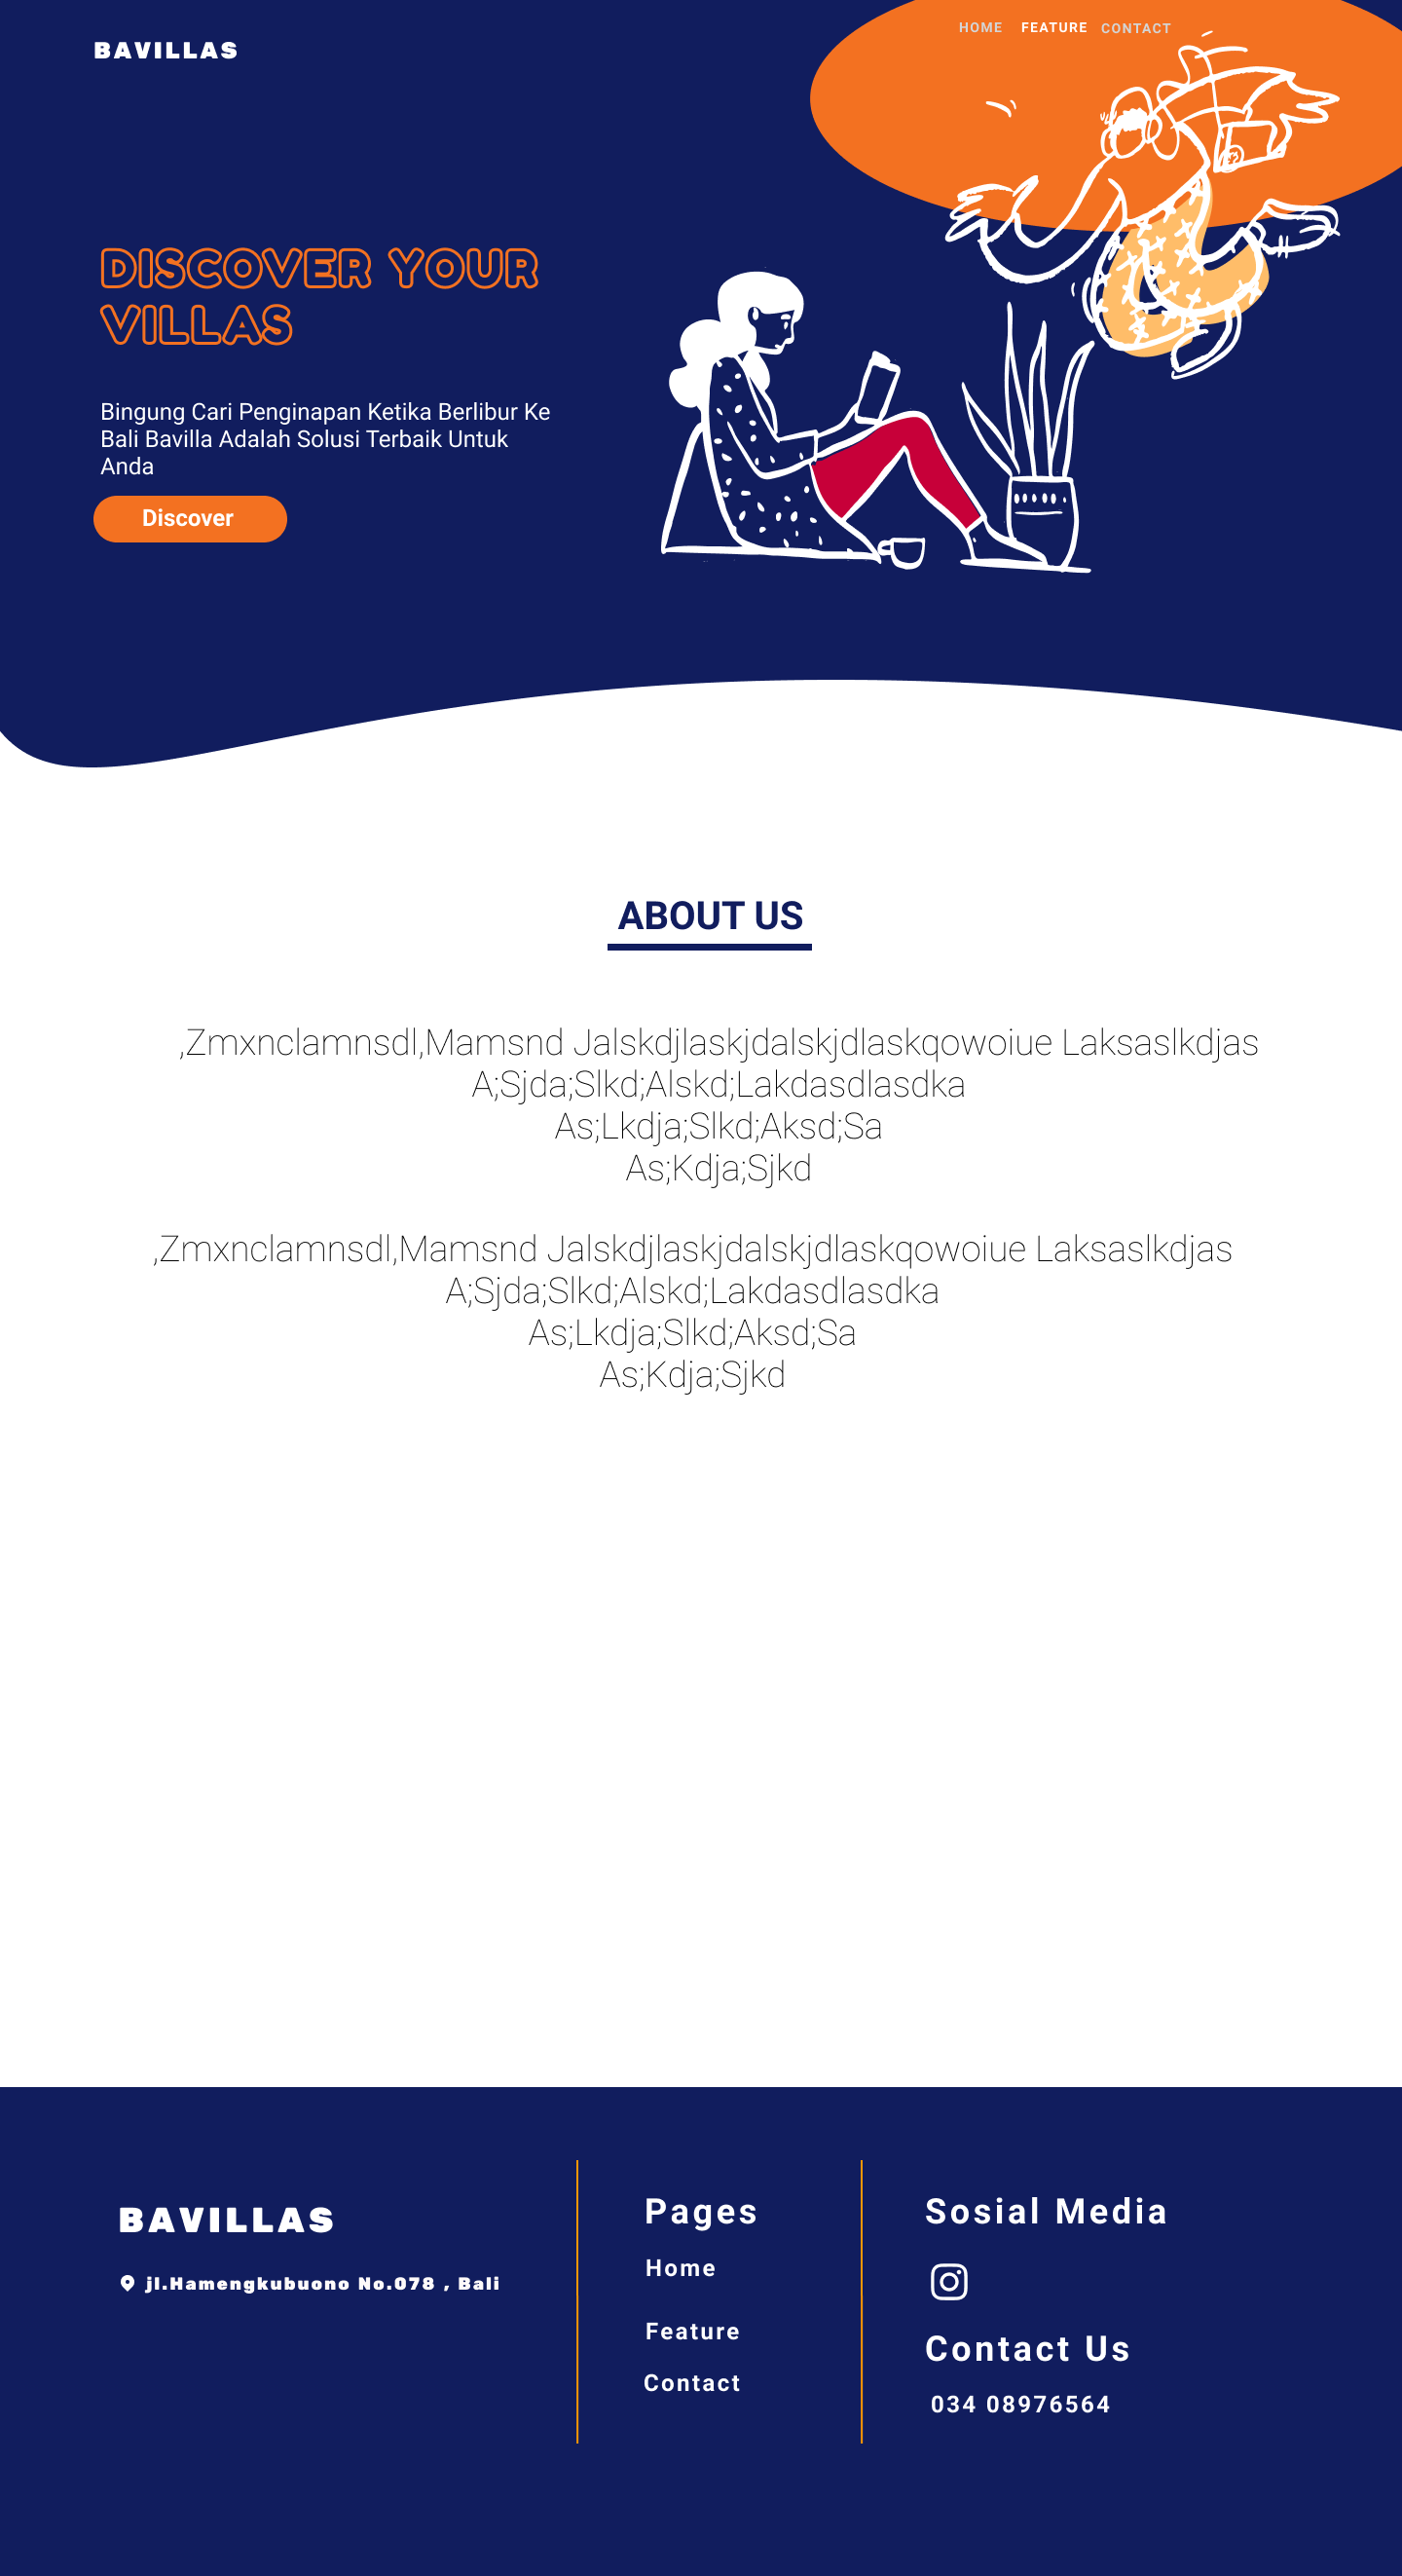 BAVILLAS
HOME FEATURE CONTACT
DISCOVER YOUR
VILLAS
Bingung Cari Penginapan Ketika Berlibur Ke
Bali Bavilla Adalah Solusi Terbaik Untuk
Anda
Discover
ABOUT US
,Zmxnclamnsdl,Mamsnd Jalskdjlaskjdalskjdlaskqowoiue Laksaslkdjas
A;Sjda;Slkd;Alskd;Lakdasdlasdka
As;Lkdja;Slkd;Aksd;Sa
As;Kdja;Sjkd
,Zmxnclamnsdl,Mamsnd Jalskdjlaskjdalskjdlaskqowoiue Laksaslkdjas
A;Sjda;Slkd;Alskd;Lakdasdlasdka
As;Lkdja;Slkd;Aksd;Sa
As;Kdja;Sjkd
BAVILLAS
jl.Hamengkubuono No.078 , Bali
Pages
Home
Feature
Contact
Sosial Media
Contact Us
034 08976564